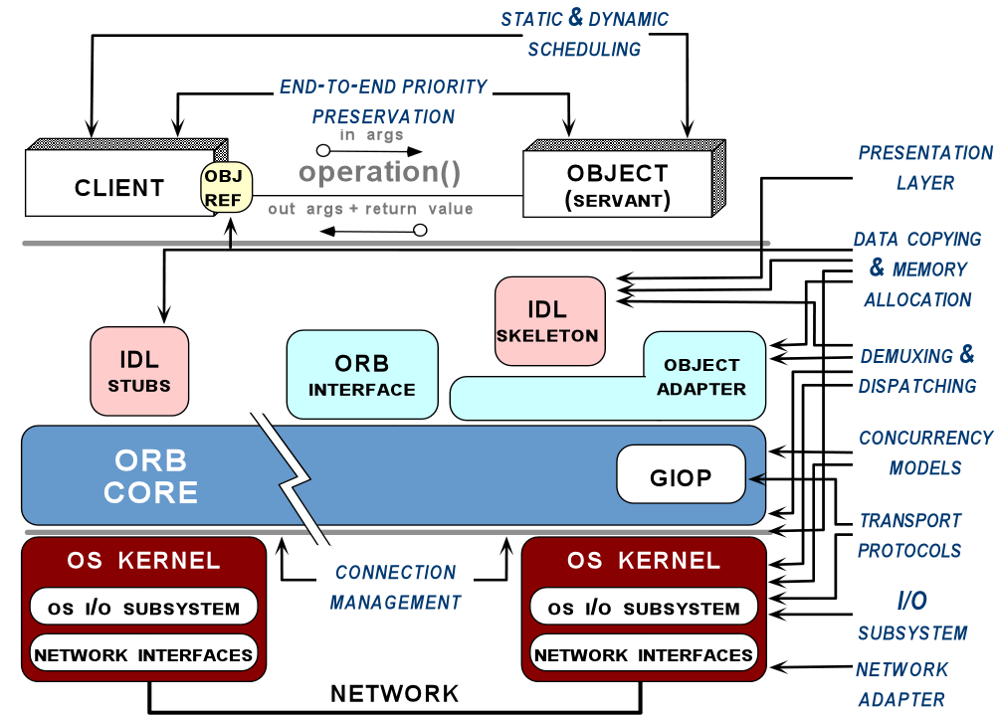 STATIC & DYNAMIC
SCHEDULING
END-TO-END PRIORITY
PRESERVATION
in args
operation()
out args + return value
CLIENT
OBJ
REF
OBJECT
(SERVANT)
PRESENTATION
LAYER
DATA COPYING
& MEMORY
ALLOCATION
IDL
SKELETON
IDL
STUBS
ORB
INTERFACE
OBJECT
ADAPTER
DEMUXING &
DISPATCHING
ORB
CORE
GIOP
CONCURRENCY
MODELS
TRANSPORT
PROTOCOLS
OS KERNEL
OS I/O SUBSYSTEM
NETWORK INTERFACES
CONNECTION
MANAGEMENT
OS KERNEL
OS I/O SUBSYSTEM
NETWORK INTERFACES
I/O
SUBSYSTEM
NETWORK
ADAPTER
NETWORK